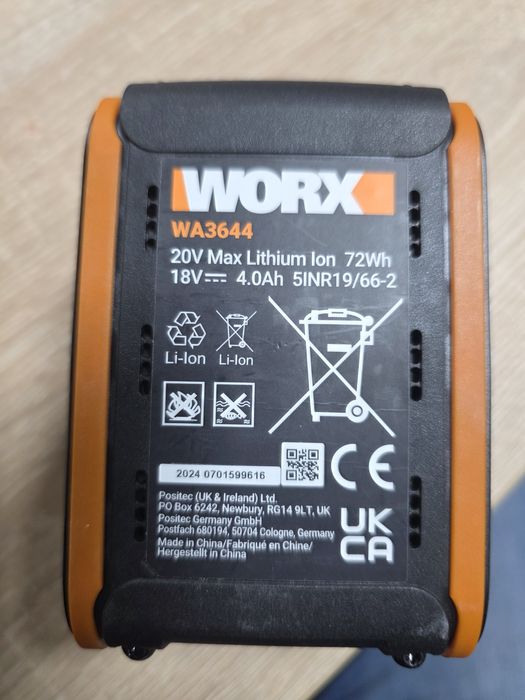 WORX
WA3644
20V Max Lithium Ion 72Wh
18V⎓ 4.0Ah 5INR19/66-2
Li-Ion Li-Ion
2024 0701599616
CE
Positec (UK & Ireland) Ltd.
PO Box 6242, Newbury, RG14 9LT, UK
Positec Germany GmbH
Postfach 680194, 50704 Cologne, Germany
Made in China/Fabriqué en Chine/
Hergestellt in China
UK
CA